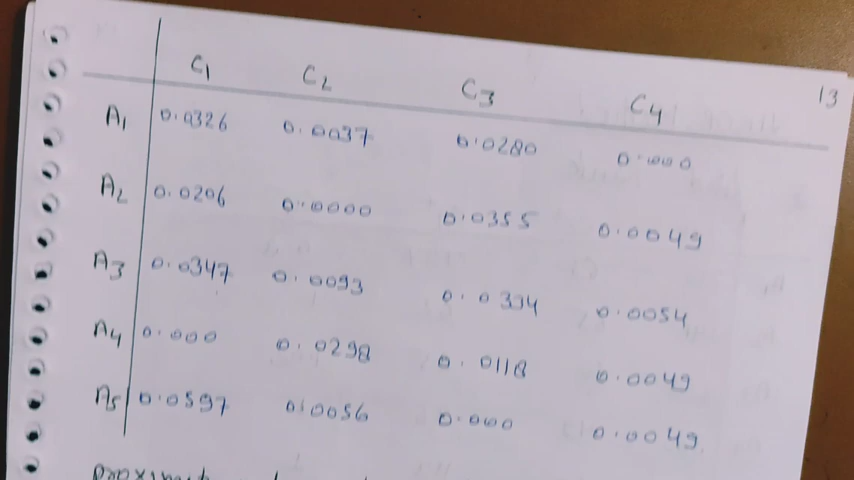 13
C1 C2 C3 C4
A1 0.0326 0.0037 0.0280 0.000
A2 0.0206 0.0000 0.0355 0.0049
A3 0.0347 0.0093 0.0054
A4 0.000 0.0298 0.0118 0.0049
A5 0.0597 0.0056 0.000 0.0049